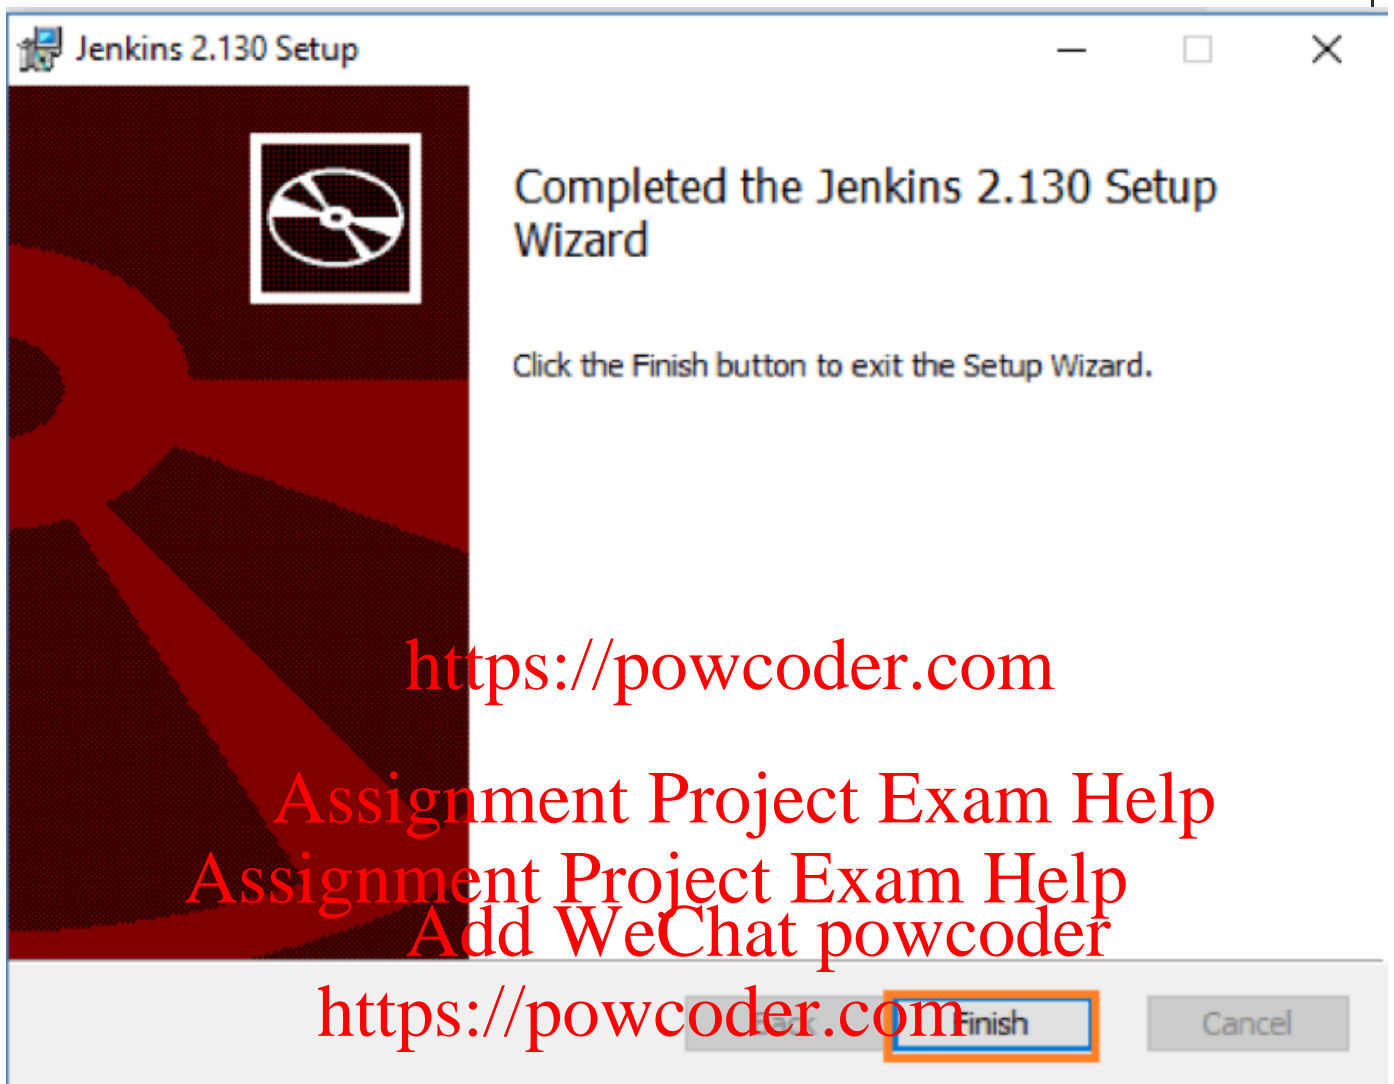 Jenkins 2.130 Setup
Completed the Jenkins 2.130 Setup
Wizard
Click the Finish button to exit the Setup Wizard.
https://powcoder.com
Assignment Project Exam Help
Assignment Project Exam Help
Add WeChat powcoder
https://powcoder.com
Back Finish Cancel